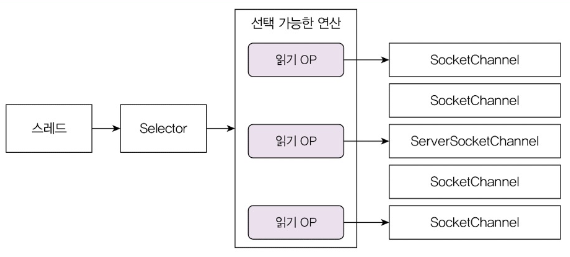 선택 가능한 연산
읽기 OP
SocketChannel
SocketChannel
스레드
Selector
읽기 OP
ServerSocketChannel
SocketChannel
읽기 OP
SocketChannel